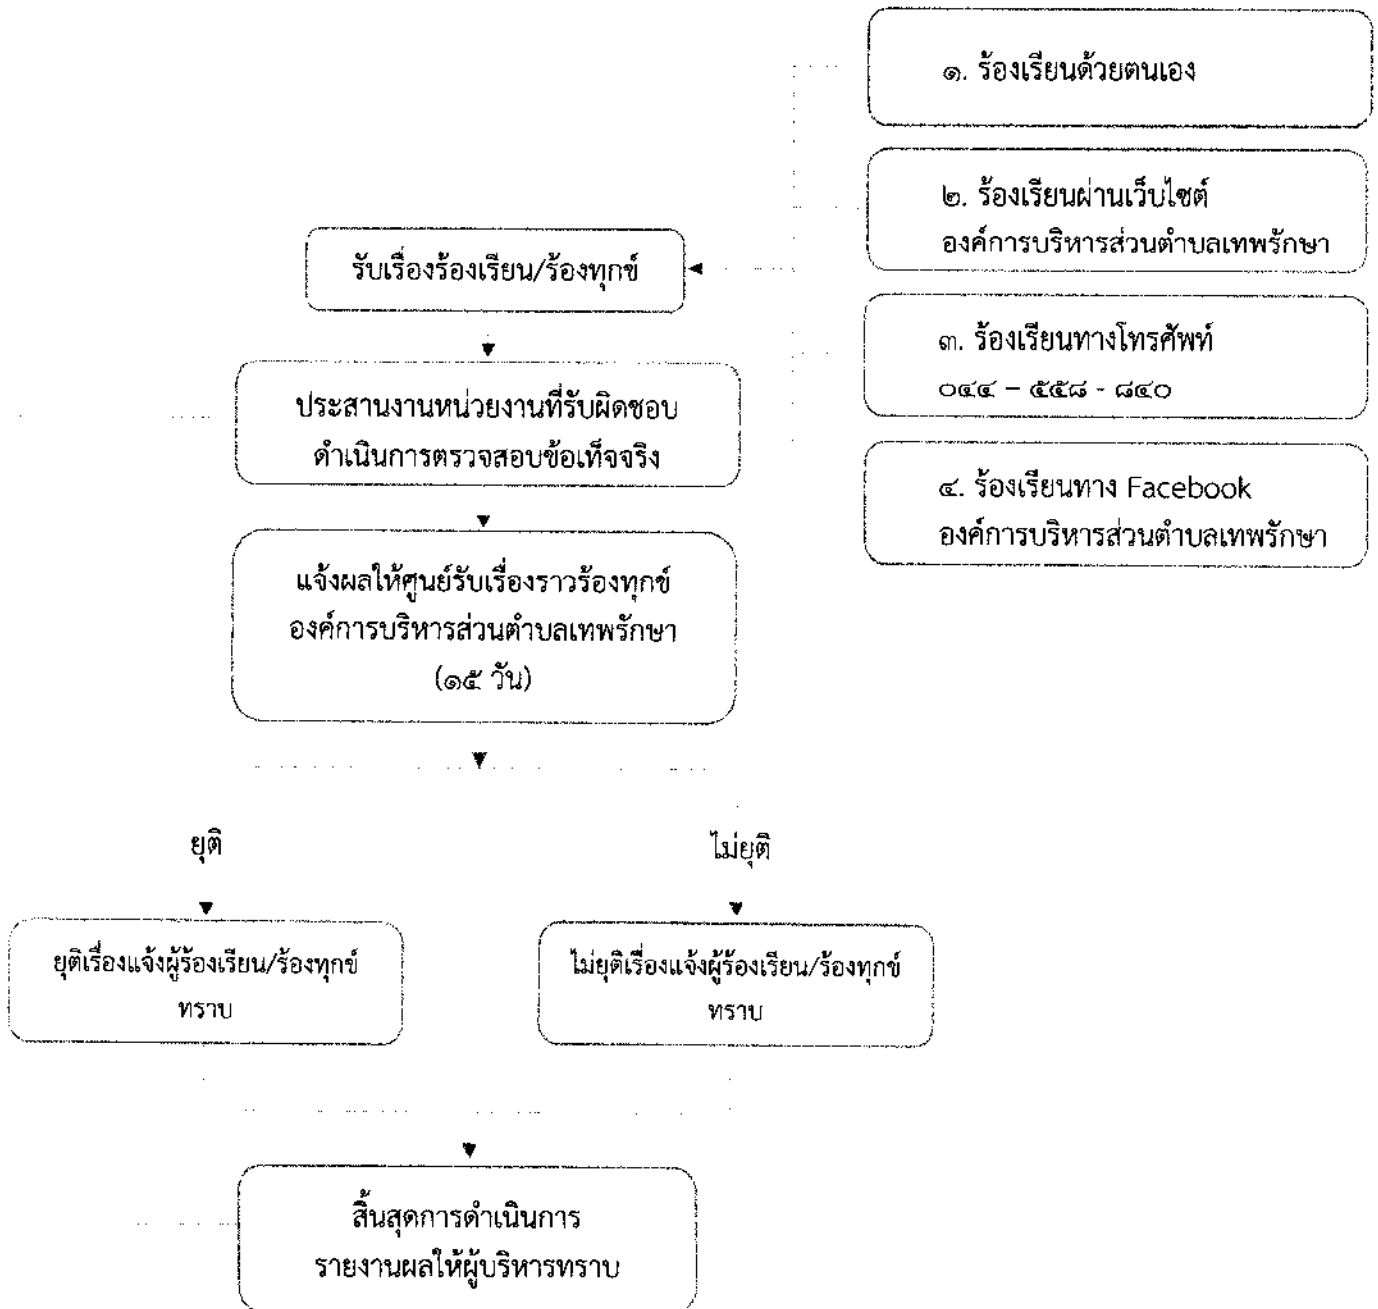 ๑. ร้องเรียนด้วยตนเอง
๒. ร้องเรียนผ่านเว็บไซต์
องค์การบริหารส่วนตำบลเทพรักษา
รับเรื่องร้องเรียน/ร้องทุกข์
๓. ร้องเรียนทางโทรศัพท์
๐๔๔ – ๕๕๘ - ๘๔๐
ประสานงานหน่วยงานที่รับผิดชอบ
ดำเนินการตรวจสอบข้อเท็จจริง
๔. ร้องเรียนทาง Facebook
องค์การบริหารส่วนตำบลเทพรักษา
แจ้งผลให้ศูนย์รับเรื่องราวร้องทุกข์
องค์การบริหารส่วนตำบลเทพรักษา
(๑๕ วัน)
ยุติ
ไม่ยุติ
ยุติเรื่องแจ้งผู้ร้องเรียน/ร้องทุกข์
ทราบ
ไม่ยุติเรื่องแจ้งผู้ร้องเรียน/ร้องทุกข์
ทราบ
สิ้นสุดการดำเนินการ
รายงานผลให้ผู้บริหารทราบ